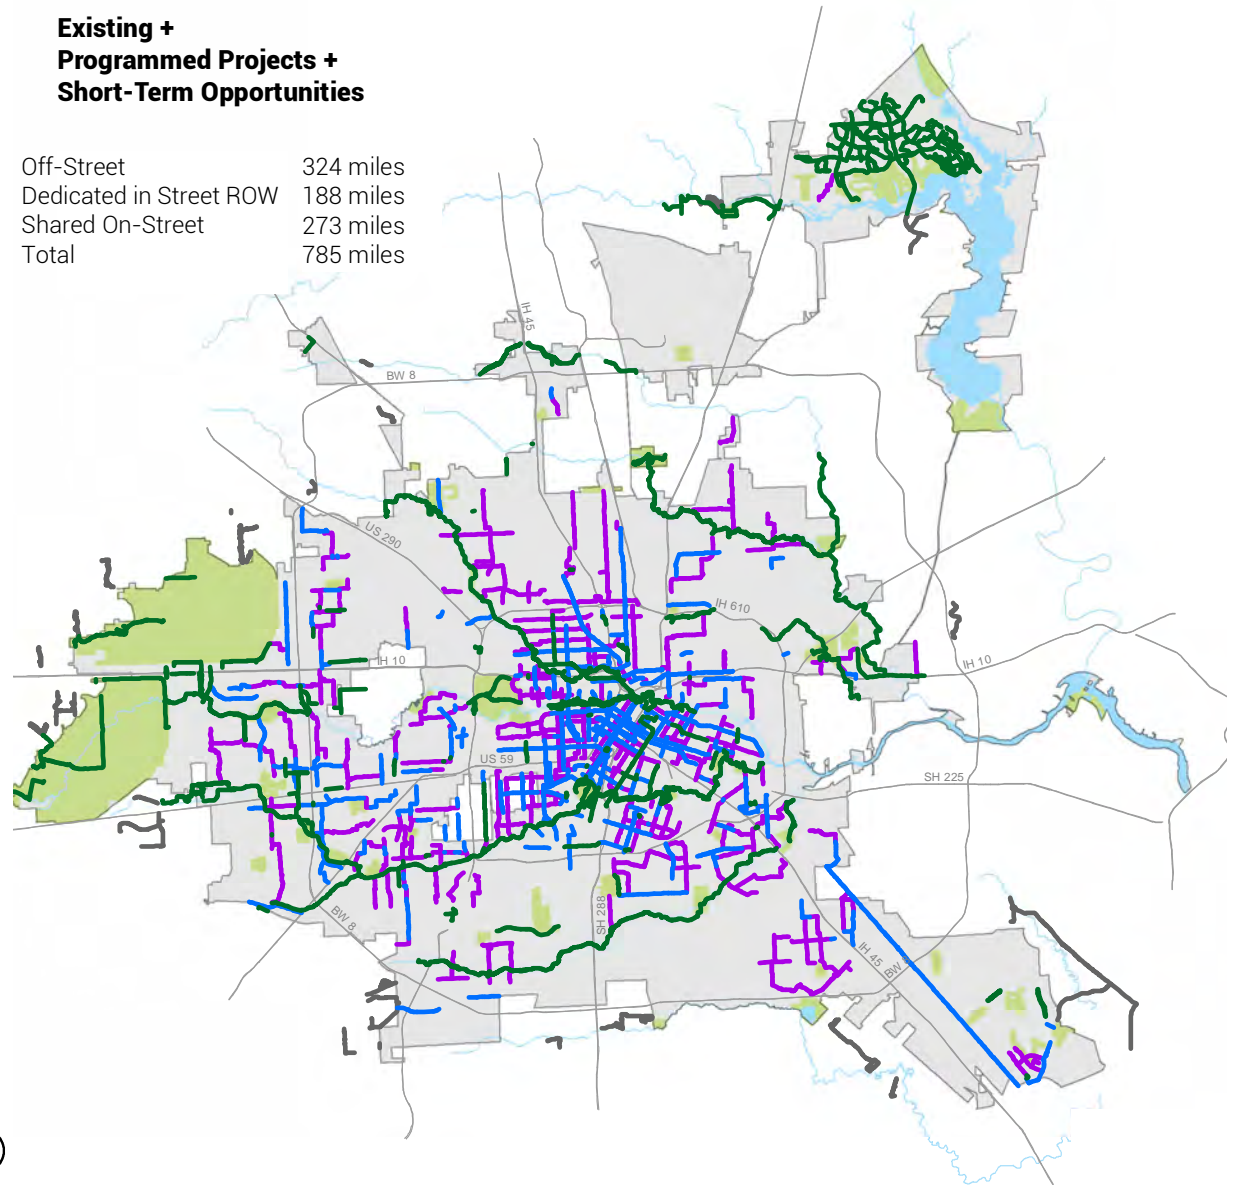 Existing +
Programmed Projects +
Short-Term Opportunities
Off-Street 324 miles
Dedicated in Street ROW 188 miles
Shared On-Street 273 miles
Total 785 miles
IH 45
BW 8
US 290
IH 610
IH 10
IH 10
US 59
SH 225
BW 8
SH 288
IH 45
BW